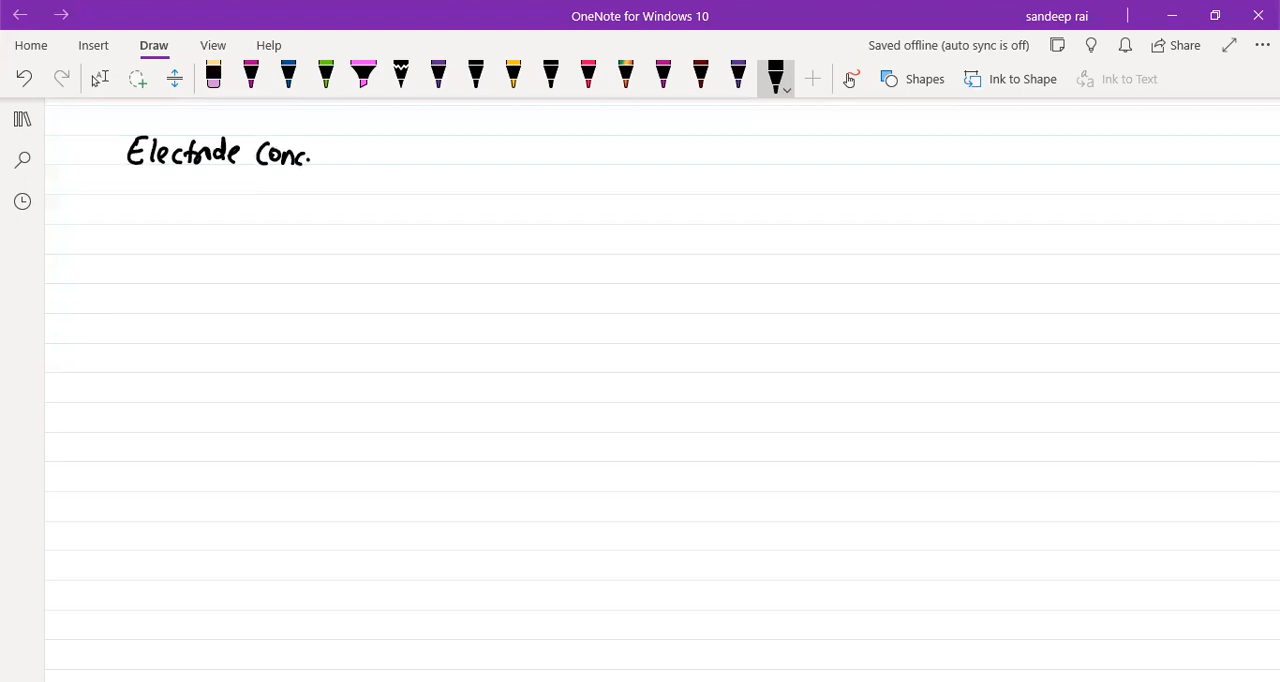 OneNote for Windows 10
sandeep rai
Home Insert Draw View Help
Saved offline (auto sync is off) Share
Shapes Ink to Shape Ink to Text
Electrode Conc.